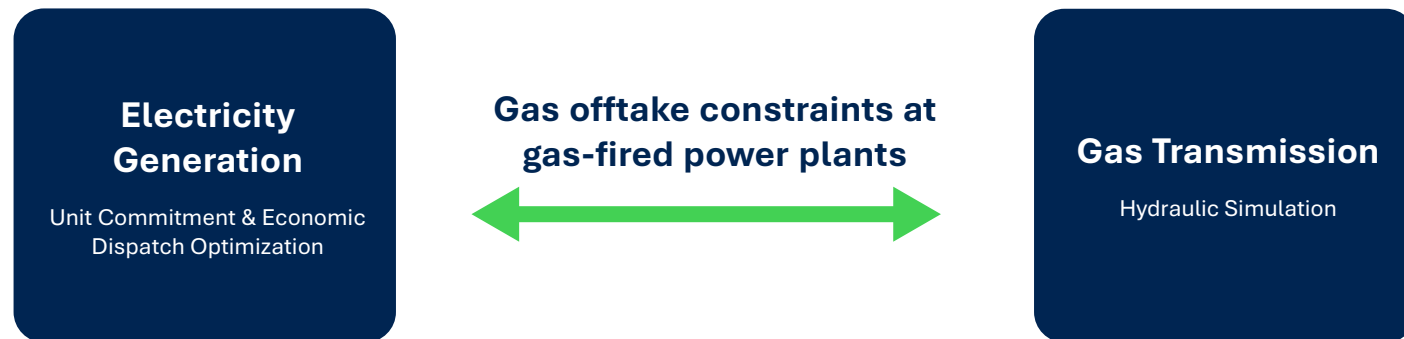 Electricity
Generation
Unit Commitment & Economic
Dispatch Optimization
Gas offtake constraints at
gas-fired power plants
Gas Transmission
Hydraulic Simulation